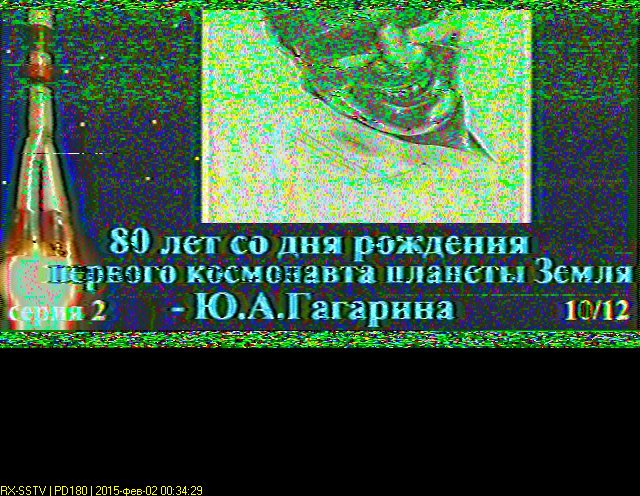 80 лет со дня рождения
первого космонавта планеты Земля
- Ю.А.Гагарина
серия 2
10/12
RX-SSTV | PD180 | 2015-фев-02 00:34:29